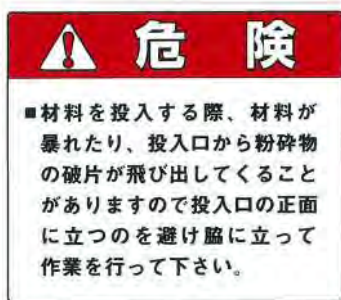 危険
■材料を投入する際、材料が
暴れたり、投入口から粉砕物
の破片が飛び出してくること
がありますので投入口の正面
に立つのを避け脇に立って
作業を行って下さい。